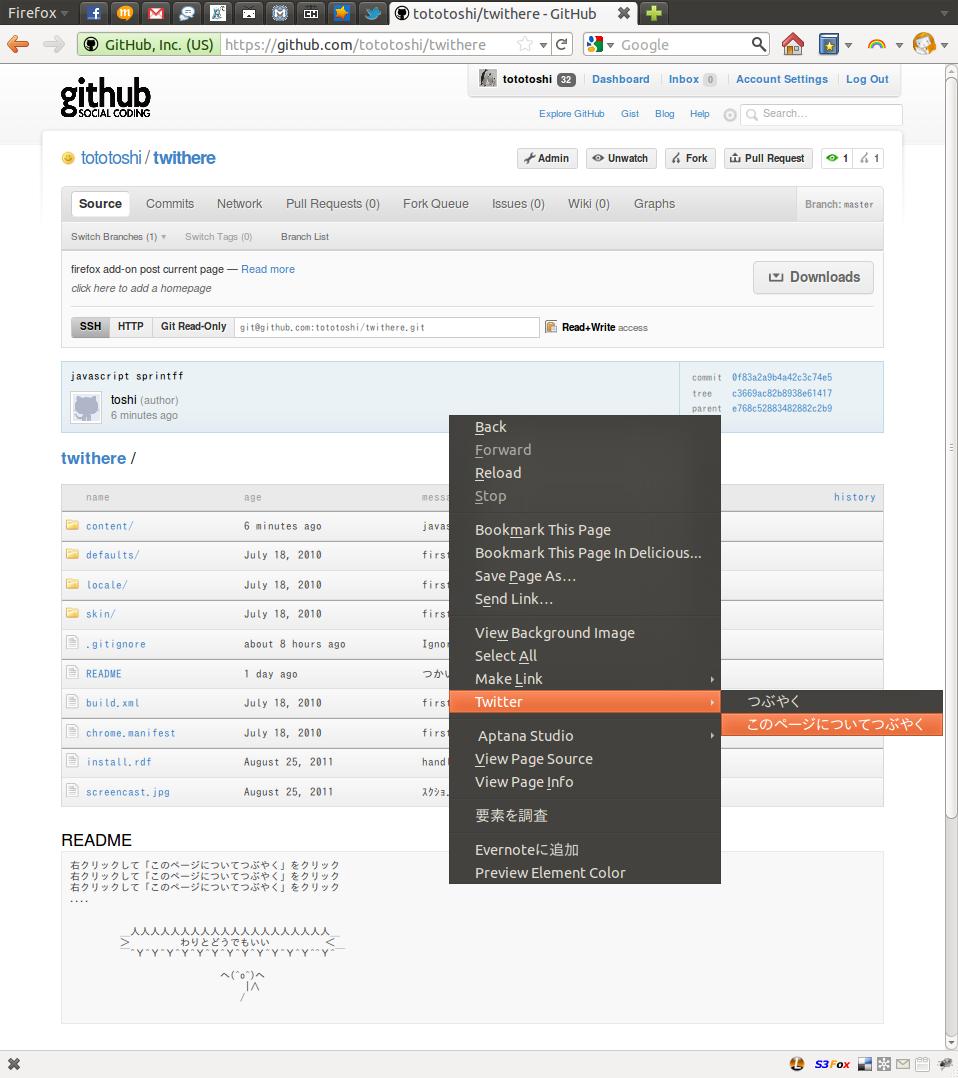 Firefox
tototoshi/twithere - GitHub
GitHub, Inc. (US)
https://github.com/tototoshi/twithere
Google
github
SOCIAL CODING
tototoshi 32 Dashboard Inbox 0 Account Settings Log Out
Explore GitHub Gist Blog Help Search...
tototoshi / twithere
Admin Unwatch Fork Pull Request 1 1
Source Commits Network Pull Requests (0) Fork Queue Issues (0) Wiki (0) Graphs Branch: master
Switch Branches (1) Switch Tags (0) Branch List
firefox add-on post current page — Read more
click here to add a homepage
Downloads
SSH HTTP Git Read-Only git@github.com:tototoshi/twithere.git Read+Write access
javascript sprintff
toshi (author)
6 minutes ago
commit 0f83a2a9b4a42c3c74e5
tree c3669ac82b8938e61417
parent e768c52883482882c2b9
twithere /
name age messa history
content/ 6 minutes ago javas
defaults/ July 18, 2010 first
locale/ July 18, 2010 first
skin/ July 18, 2010 first
.gitignore about 8 hours ago Ignor
README 1 day ago つかい
build.xml July 18, 2010 first
chrome.manifest July 18, 2010 first
install.rdf August 25, 2011 handl
screencast.jpg August 25, 2011 ｽｸｼｮ.
Back
Forward
Reload
Stop
Bookmark This Page
Bookmark This Page In Delicious...
Save Page As...
Send Link...
View Background Image
Select All
Make Link
Twitter
つぶやく
このページについてつぶやく
Aptana Studio
View Page Source
View Page Info
要素を調査
Evernoteに追加
Preview Element Color
README
右クリックして「このページについてつぶやく」をクリック
右クリックして「このページについてつぶやく」をクリック
右クリックして「このページについてつぶやく」をクリック
....
＿人人人人人人人人人人人人人人人人人人人＿
＞ わりとどうでもいい ＜
￣^Ｙ^Ｙ^Ｙ^Ｙ^Ｙ^Ｙ^Ｙ^Ｙ^Ｙ^Ｙ^Ｙ^Ｙ^^Ｙ^￣
ヘ(^o^)ヘ
|∧
/
S3Fox